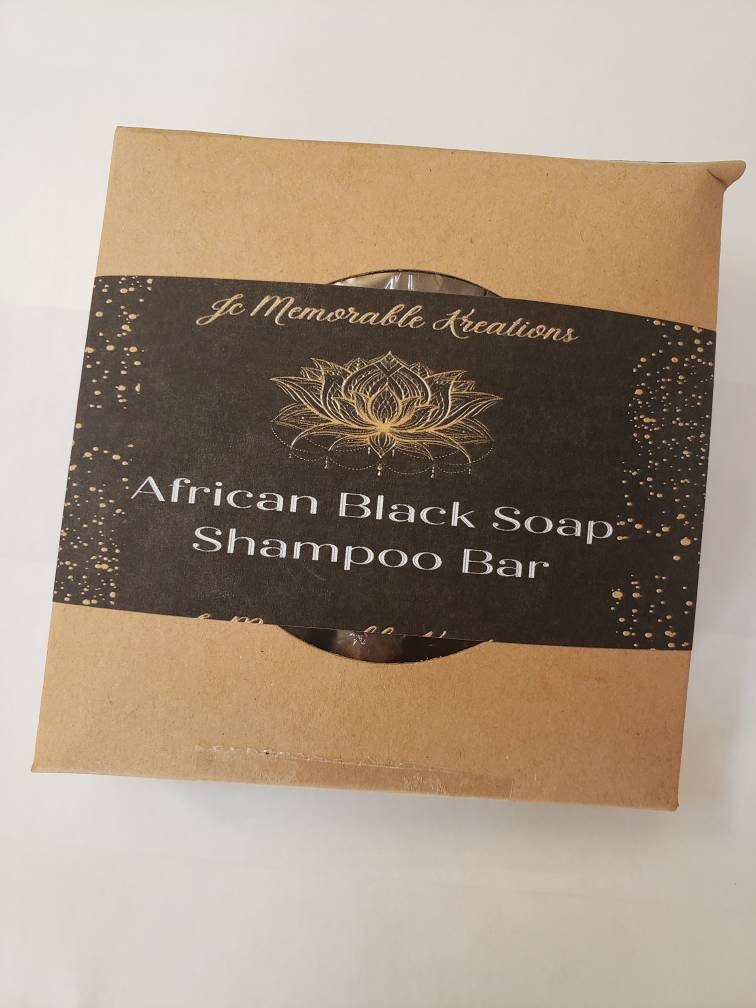 Jc Memorable Kreations
African Black Soap
Shampoo Bar